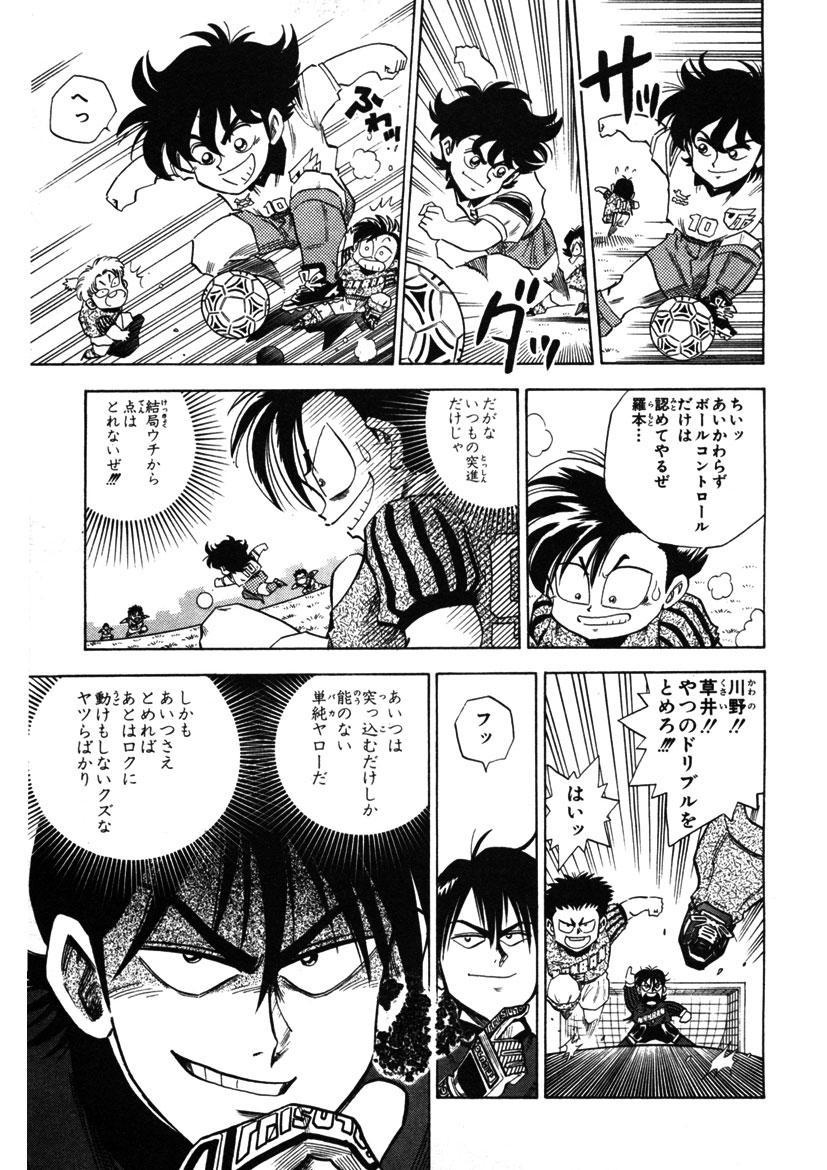 ザッ
10
ダッ
ふわッ
へっ
10
ちいッ
あいかわらず
ボールコントロール
だけは
認めてやるぜ
羅本…
だがな
いつもの突進
だけじゃ
結局ウチから
点は
とれないぜ!!!
川野!!
草井!!
やつのドリブルを
とめろ!!!
はいッ
フッ
あいつは
突っ込むだけしか
能のない
単純ヤローだ
しかも
あいつさえ
とめれば
あとはロクに
動けもしないクズな
ヤツらばかり